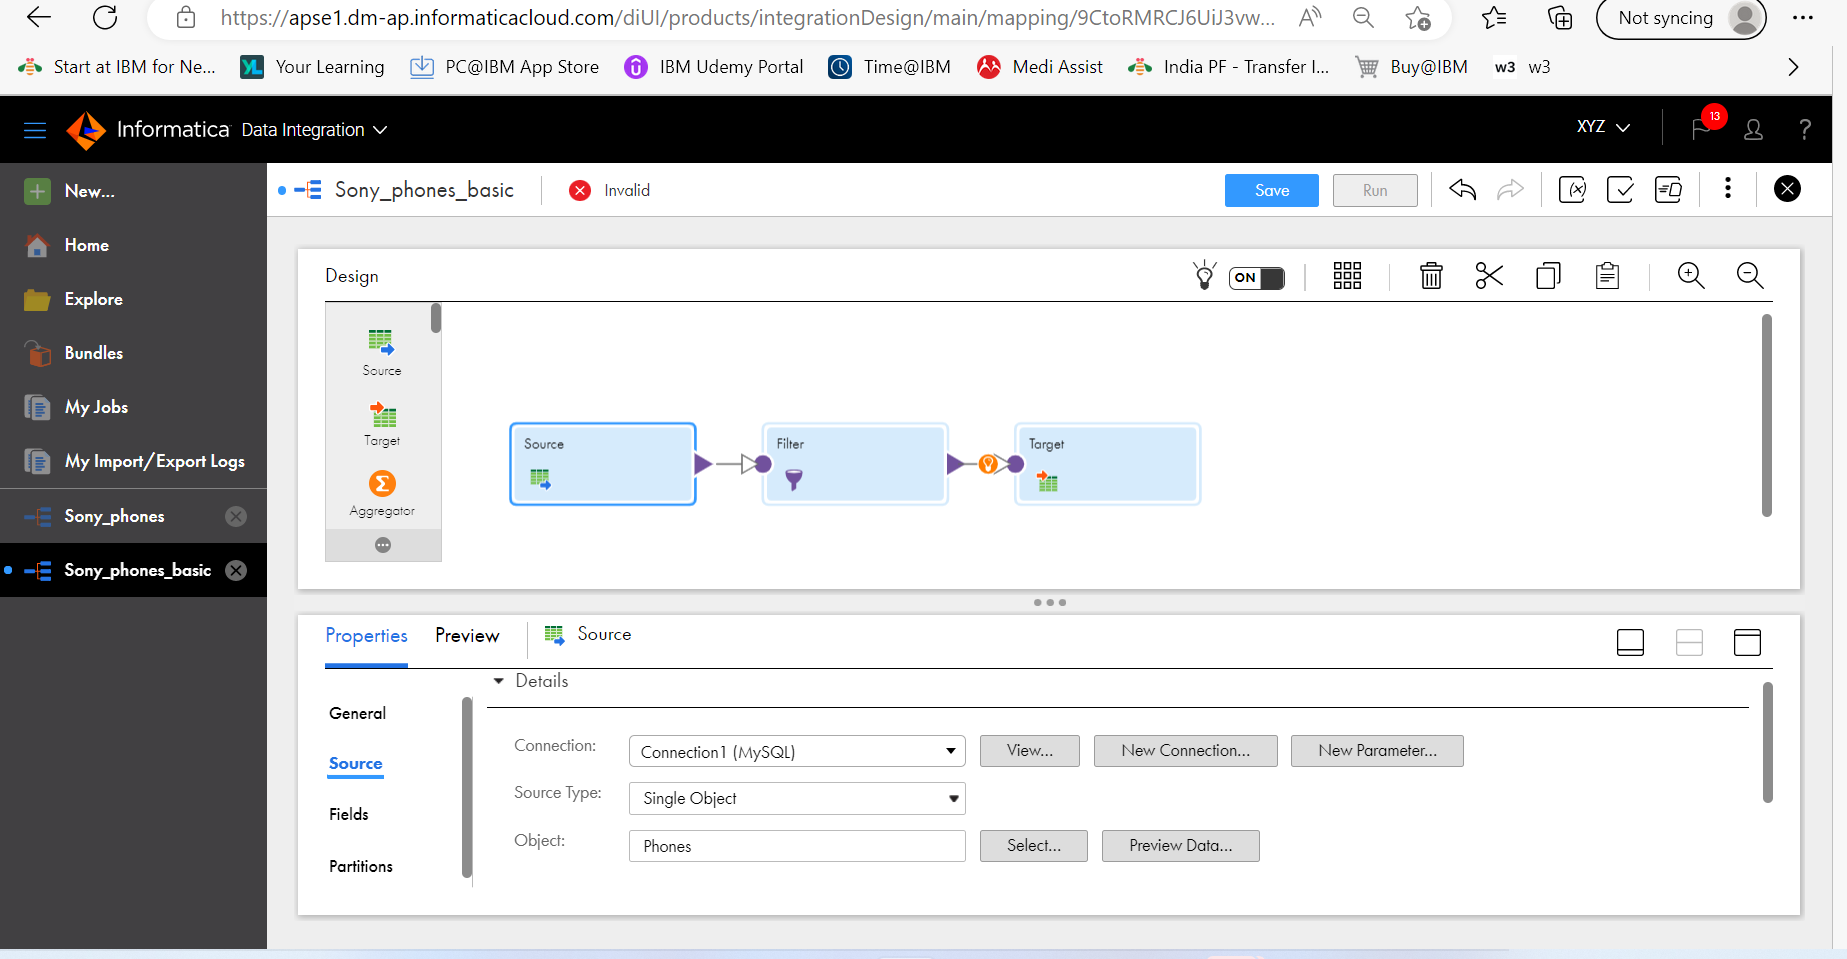 https://apse1.dm-ap.informaticacloud.com/diUI/products/integrationDesign/main/mapping/9CtoRMRCJ6UiJ3vw...
Not syncing
Start at IBM for Ne...
Your Learning
PC@IBM App Store
IBM Udemy Portal
Time@IBM
Medi Assist
India PF - Transfer I...
Buy@IBM
w3 w3
Informatica Data Integration
XYZ
13
?
New...
Home
Explore
Bundles
My Jobs
My Import/Export Logs
Sony_phones
Sony_phones_basic
Sony_phones_basic
Invalid
Save
Run
Design
ON
Source
Target
Aggregator
Source
Filter
Target
Properties
Preview
Source
General
Source
Fields
Partitions
Details
Connection: Connection1 (MySQL) View... New Connection... New Parameter...
Source Type: Single Object
Object: Phones Select... Preview Data...